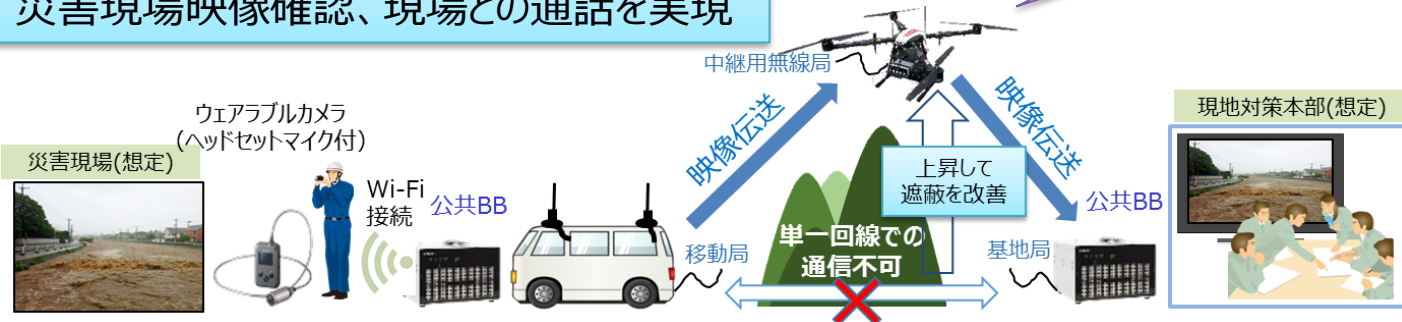 災害現場映像確認、現場との通話を実現
中継用無線局
ウェアラブルカメラ
(ヘッドセットマイク付)
災害現場(想定)
Wi-Fi
接続
公共BB
映像伝送
映像伝送
上昇して
遮蔽を改善
移動局
単一回線での
通信不可
基地局
公共BB
現地対策本部(想定)